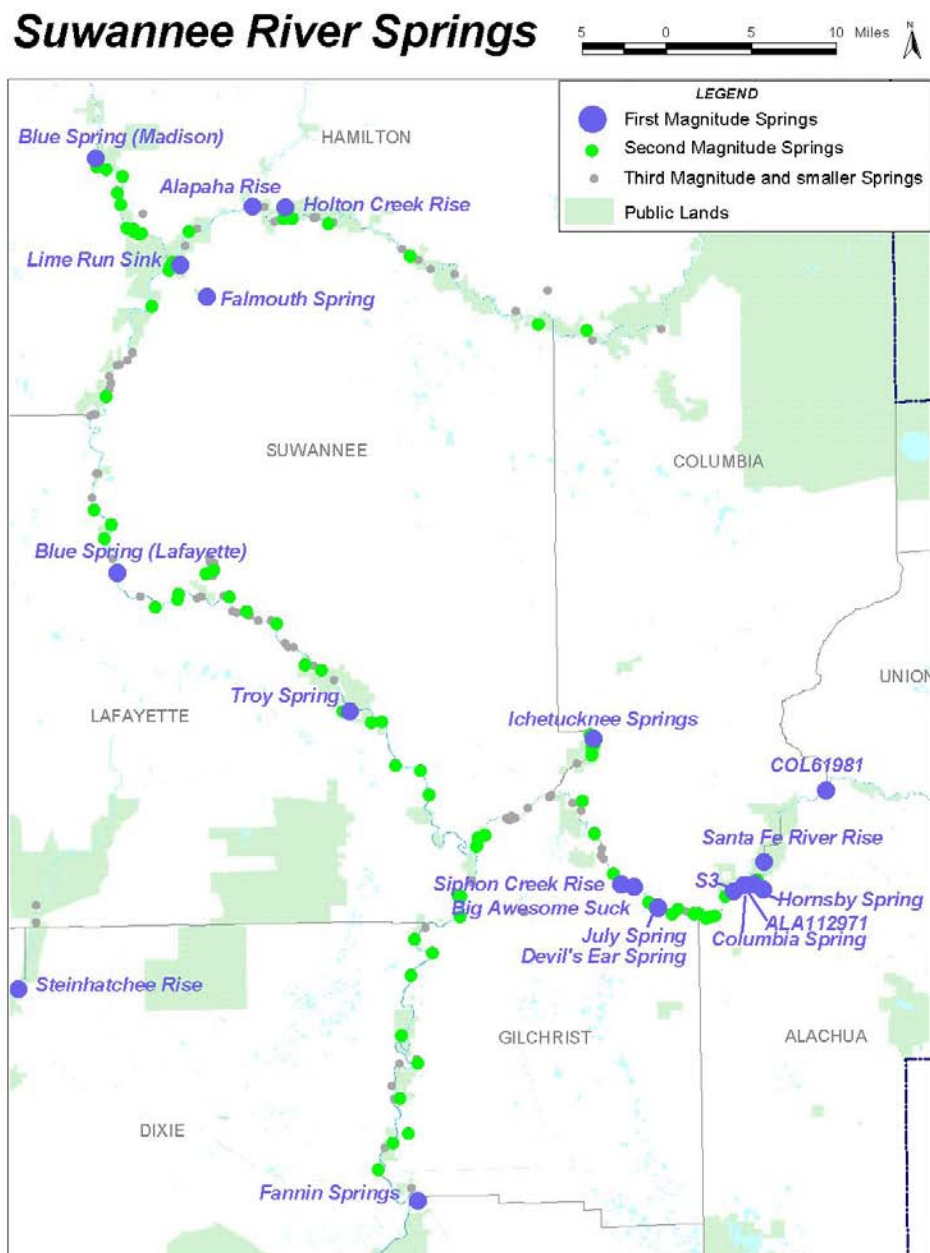 Suwannee River Springs
5 0 5 10 Miles
N
LEGEND
First Magnitude Springs
Second Magnitude Springs
Third Magnitude and smaller Springs
Public Lands
Blue Spring (Madison)
HAMILTON
Alapaha Rise
Holton Creek Rise
Lime Run Sink
Falmouth Spring
SUWANNEE
COLUMBIA
Blue Spring (Lafayette)
UNION
Troy Spring
LAFAYETTE
Ichetucknee Springs
COL61981
Santa Fe River Rise
Siphon Creek Rise
S3
Hornsby Spring
Big Awesome Suck
ALA112971
July Spring
Columbia Spring
Devil's Ear Spring
Steinhatchee Rise
GILCHRIST
ALACHUA
DIXIE
Fannin Springs